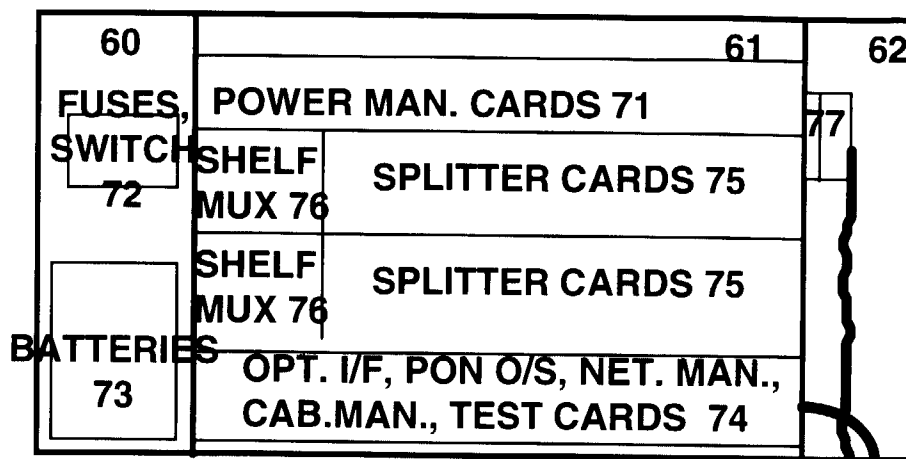 60
FUSES,
SWITCH
72
BATTERIES
73
61
POWER MAN. CARDS 71
SHELF
MUX 76
SPLITTER CARDS 75
SHELF
MUX 76
SPLITTER CARDS 75
OPT. I/F, PON O/S, NET. MAN.,
CAB.MAN., TEST CARDS 74
62
77